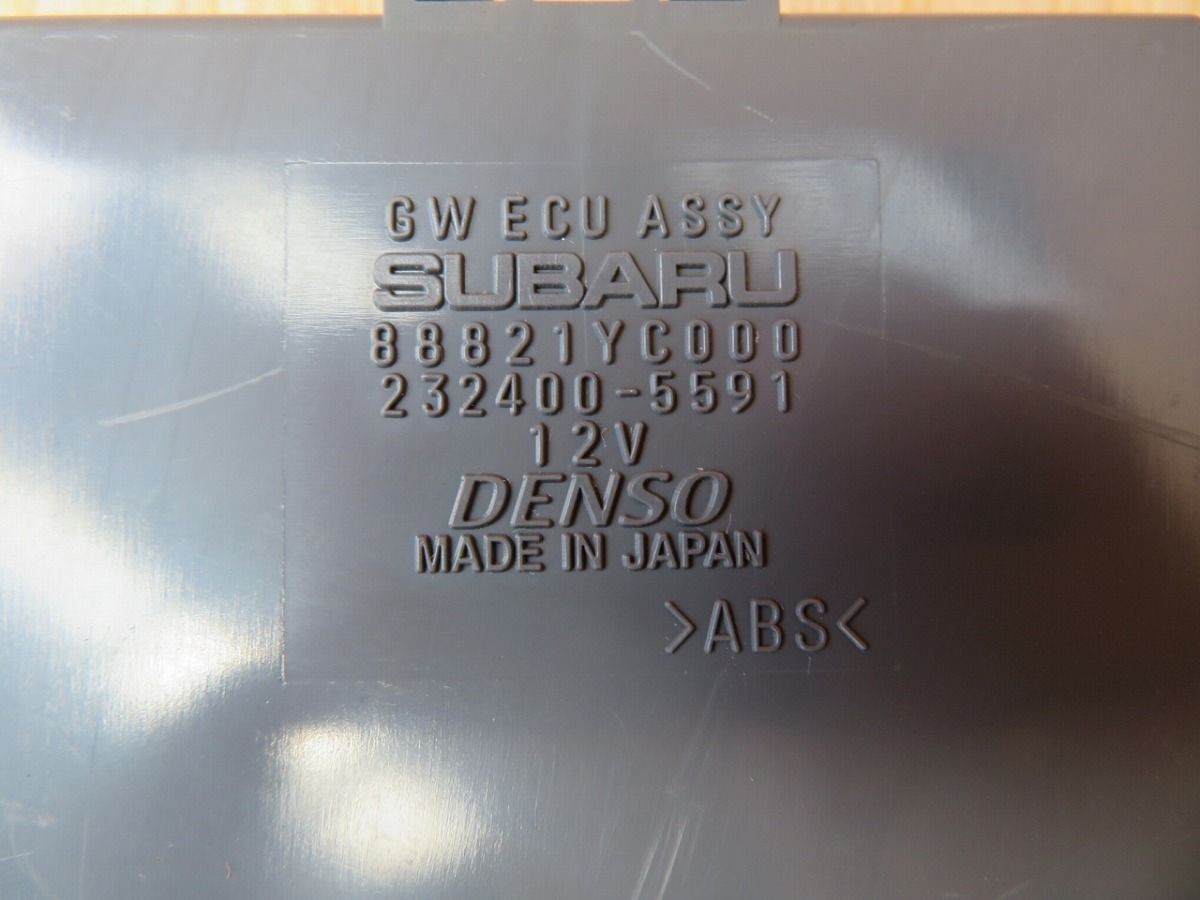 GW ECU ASSY
SUBARU
88821YC000
232400-5591
12V
DENSO
MADE IN JAPAN
>ABS<